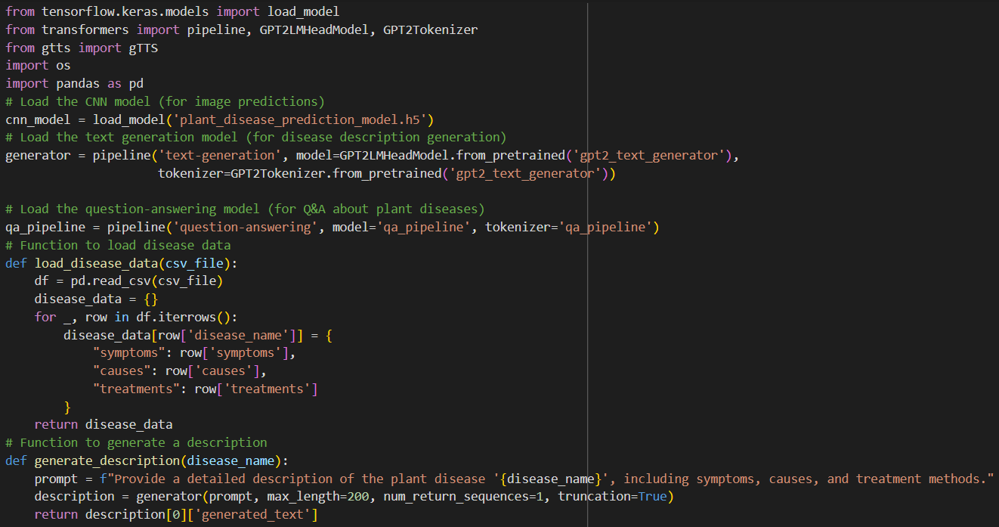 from tensorflow.keras.models import load_model
from transformers import pipeline, GPT2LMHeadModel, GPT2Tokenizer
from gtts import gTTS
import os
import pandas as pd
# Load the CNN model (for image predictions)
cnn_model = load_model('plant_disease_prediction_model.h5')
# Load the text generation model (for disease description generation)
generator = pipeline('text-generation', model=GPT2LMHeadModel.from_pretrained('gpt2_text_generator'),
                     tokenizer=GPT2Tokenizer.from_pretrained('gpt2_text_generator'))

# Load the question-answering model (for Q&A about plant diseases)
qa_pipeline = pipeline('question-answering', model='qa_pipeline', tokenizer='qa_pipeline')
# Function to load disease data
def load_disease_data(csv_file):
    df = pd.read_csv(csv_file)
    disease_data = {}
    for _, row in df.iterrows():
        disease_data[row['disease_name']] = {
            "symptoms": row['symptoms'],
            "causes": row['causes'],
            "treatments": row['treatments']
        }
    return disease_data
# Function to generate a description
def generate_description(disease_name):
    prompt = f"Provide a detailed description of the plant disease '{disease_name}', including symptoms, causes, and treatment methods."
    description = generator(prompt, max_length=200, num_return_sequences=1, truncation=True)
    return description[0]['generated_text']